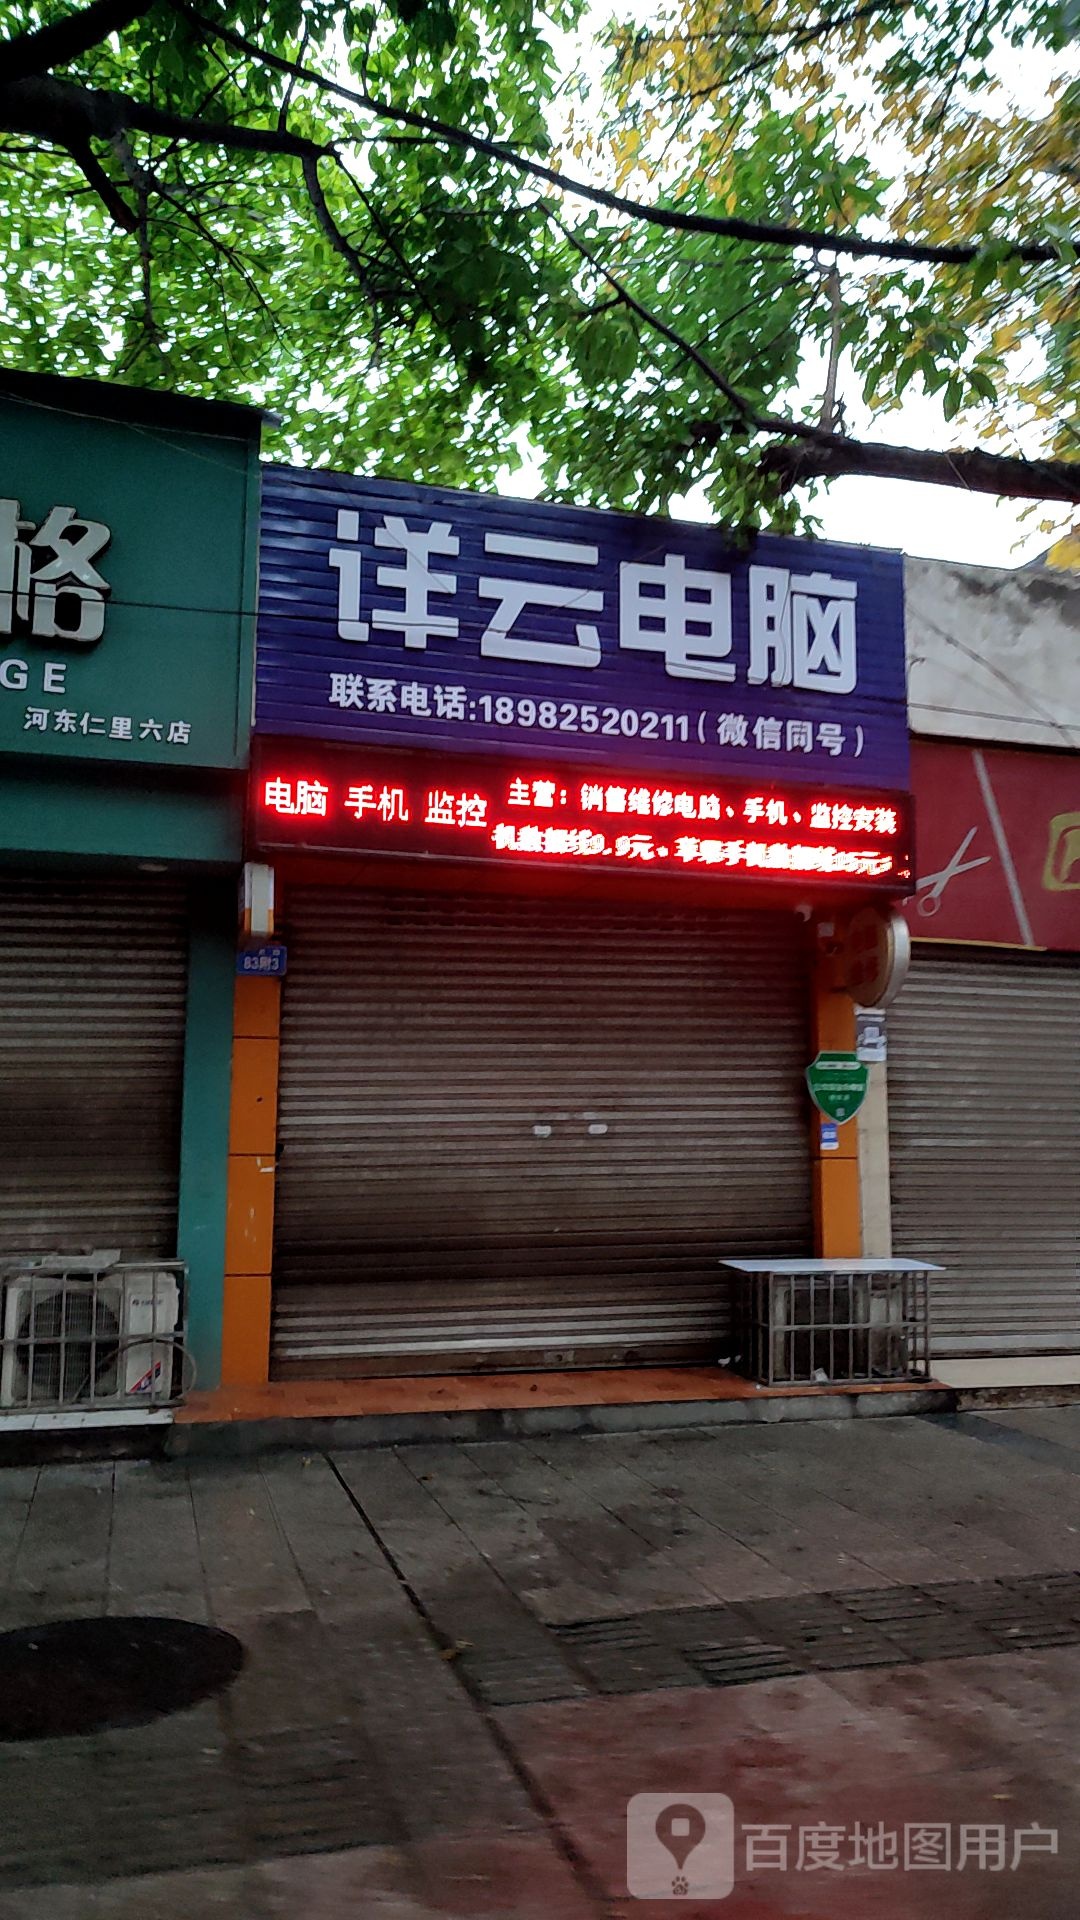 格
GE
河东仁里六店
详云电脑
联系电话:18982520211(微信同号)
电脑 手机 监控
主营：销售维修电脑、手机、监控安装
83附3
百度地图用户